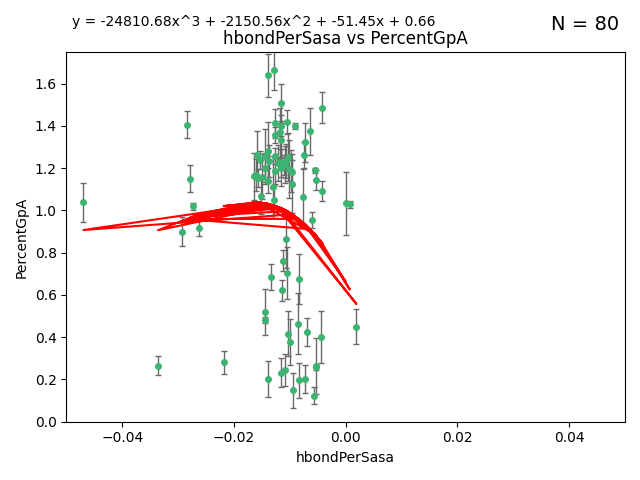 y = -24810.68x^3 + -2150.56x^2 + -51.45x + 0.66
N = 80
hbondPerSasa vs PercentGpA
PercentGpA
1.6
1.4
1.2
1.0
0.8
0.6
0.4
0.2
0.0
−0.04
−0.02
0.00
0.02
0.04
hbondPerSasa